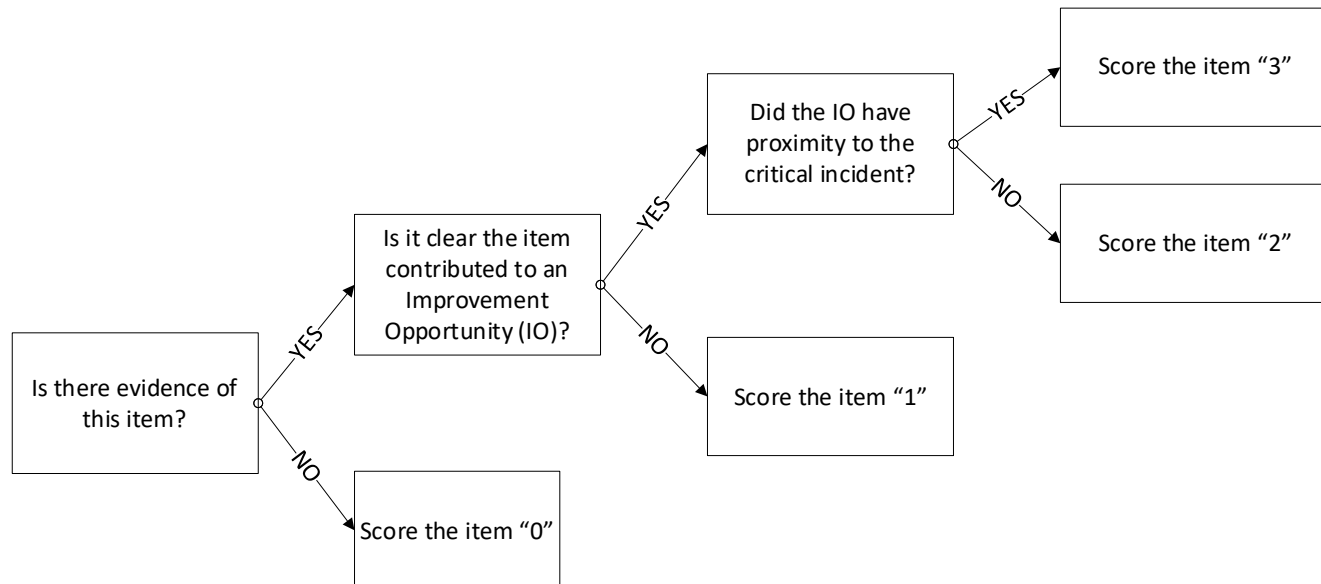 Is there evidence of
this item?
YES
NO
Score the item “0”
Is it clear the item
contributed to an
Improvement
Opportunity (IO)?
YES
NO
Score the item “1”
Did the IO have
proximity to the
critical incident?
YES
NO
Score the item “3”
Score the item “2”